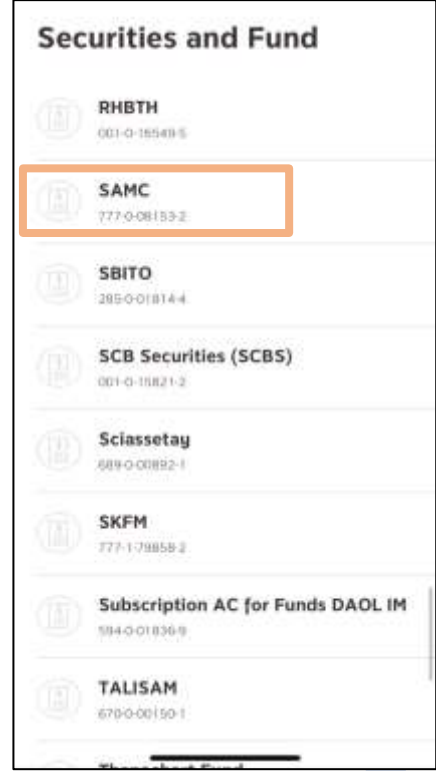 Securities and Fund
RHBTH
001-0-16549-5
SAMC
777-0-08153-2
SBITO
285-0-01814-4
SCB Securities (SCBS)
001-0-15821-2
Sciassetay
689-0-00892-1
SKFM
777-1-79858-2
Subscription AC for Funds DAOL IM
594-0-01836-9
TALISAM
670-0-00150-1